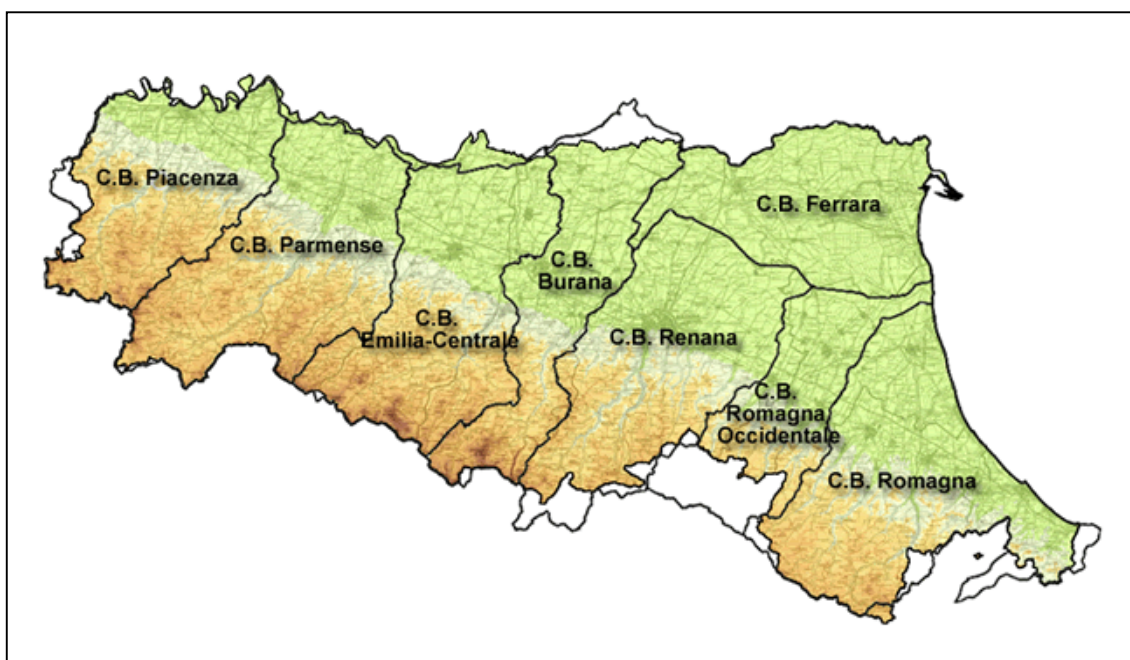 C.B. Piacenza
C.B. Ferrara
C.B. Parmense
C.B.
Burana
C.B.
Emilia-Centrale
C.B. Renana
C.B.
Romagna
Occidentale
C.B. Romagna